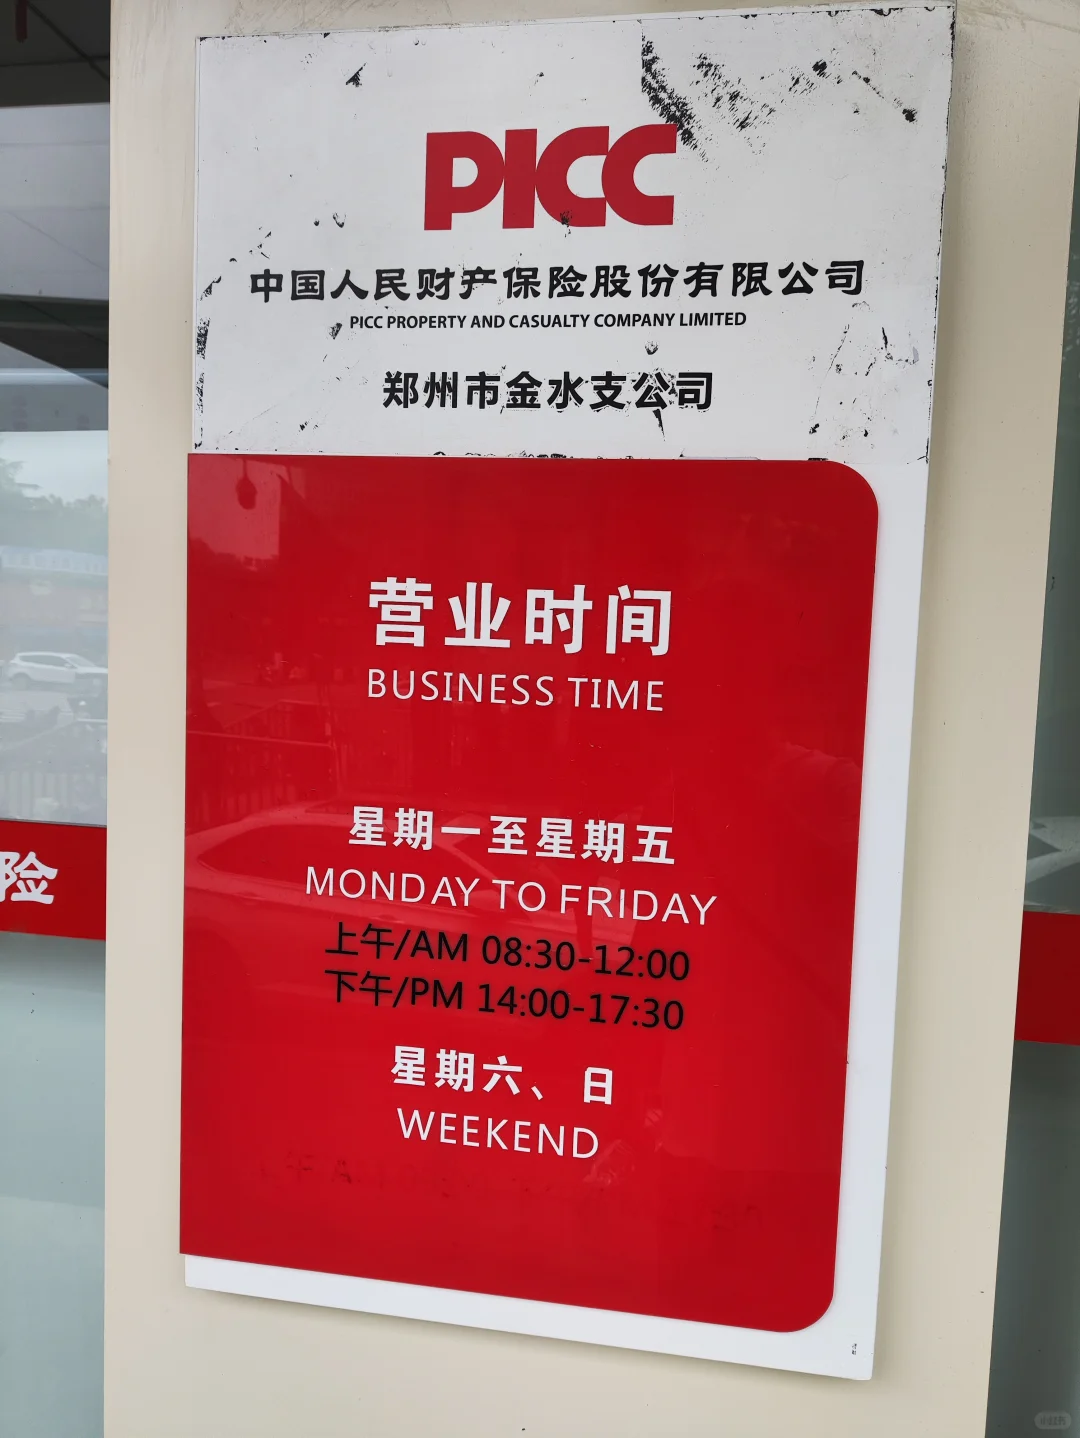 PICC
中国人民财产保险股份有限公司
PICC PROPERTY AND CASUALTY COMPANY LIMITED
郑州市金水支公司
营业时间
BUSINESS TIME
星期一至星期五
MONDAY TO FRIDAY
上午/AM 08:30-12:00
下午/PM 14:00-17:30
星期六、日
WEEKEND
险
小红书